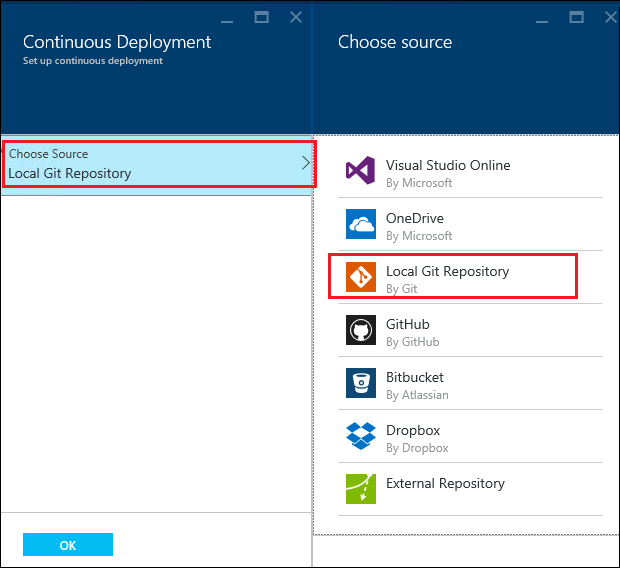 Continuous Deployment
Set up continuous deployment
Choose Source
Local Git Repository
OK
Choose source
Visual Studio Online
By Microsoft
OneDrive
By Microsoft
Local Git Repository
By Git
GitHub
By GitHub
Bitbucket
By Atlassian
Dropbox
By Dropbox
External Repository